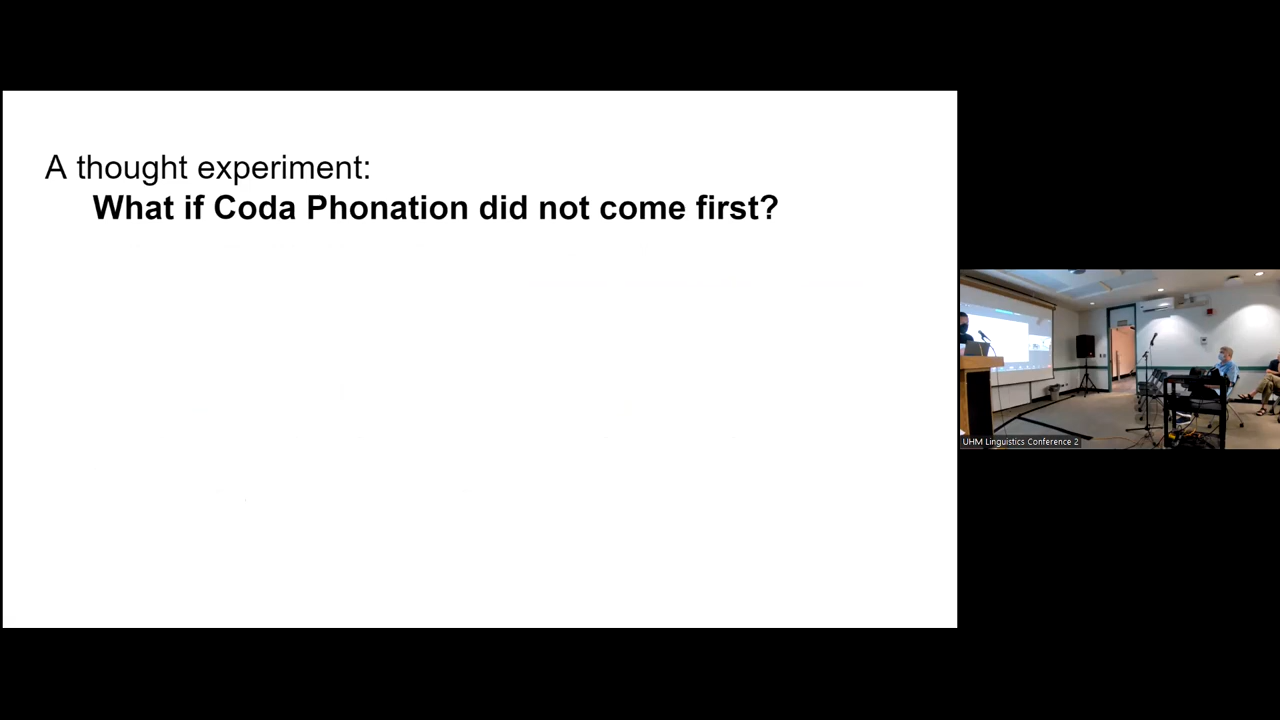 A thought experiment:
What if Coda Phonation did not come first?
UHM Linguistics Conference 2